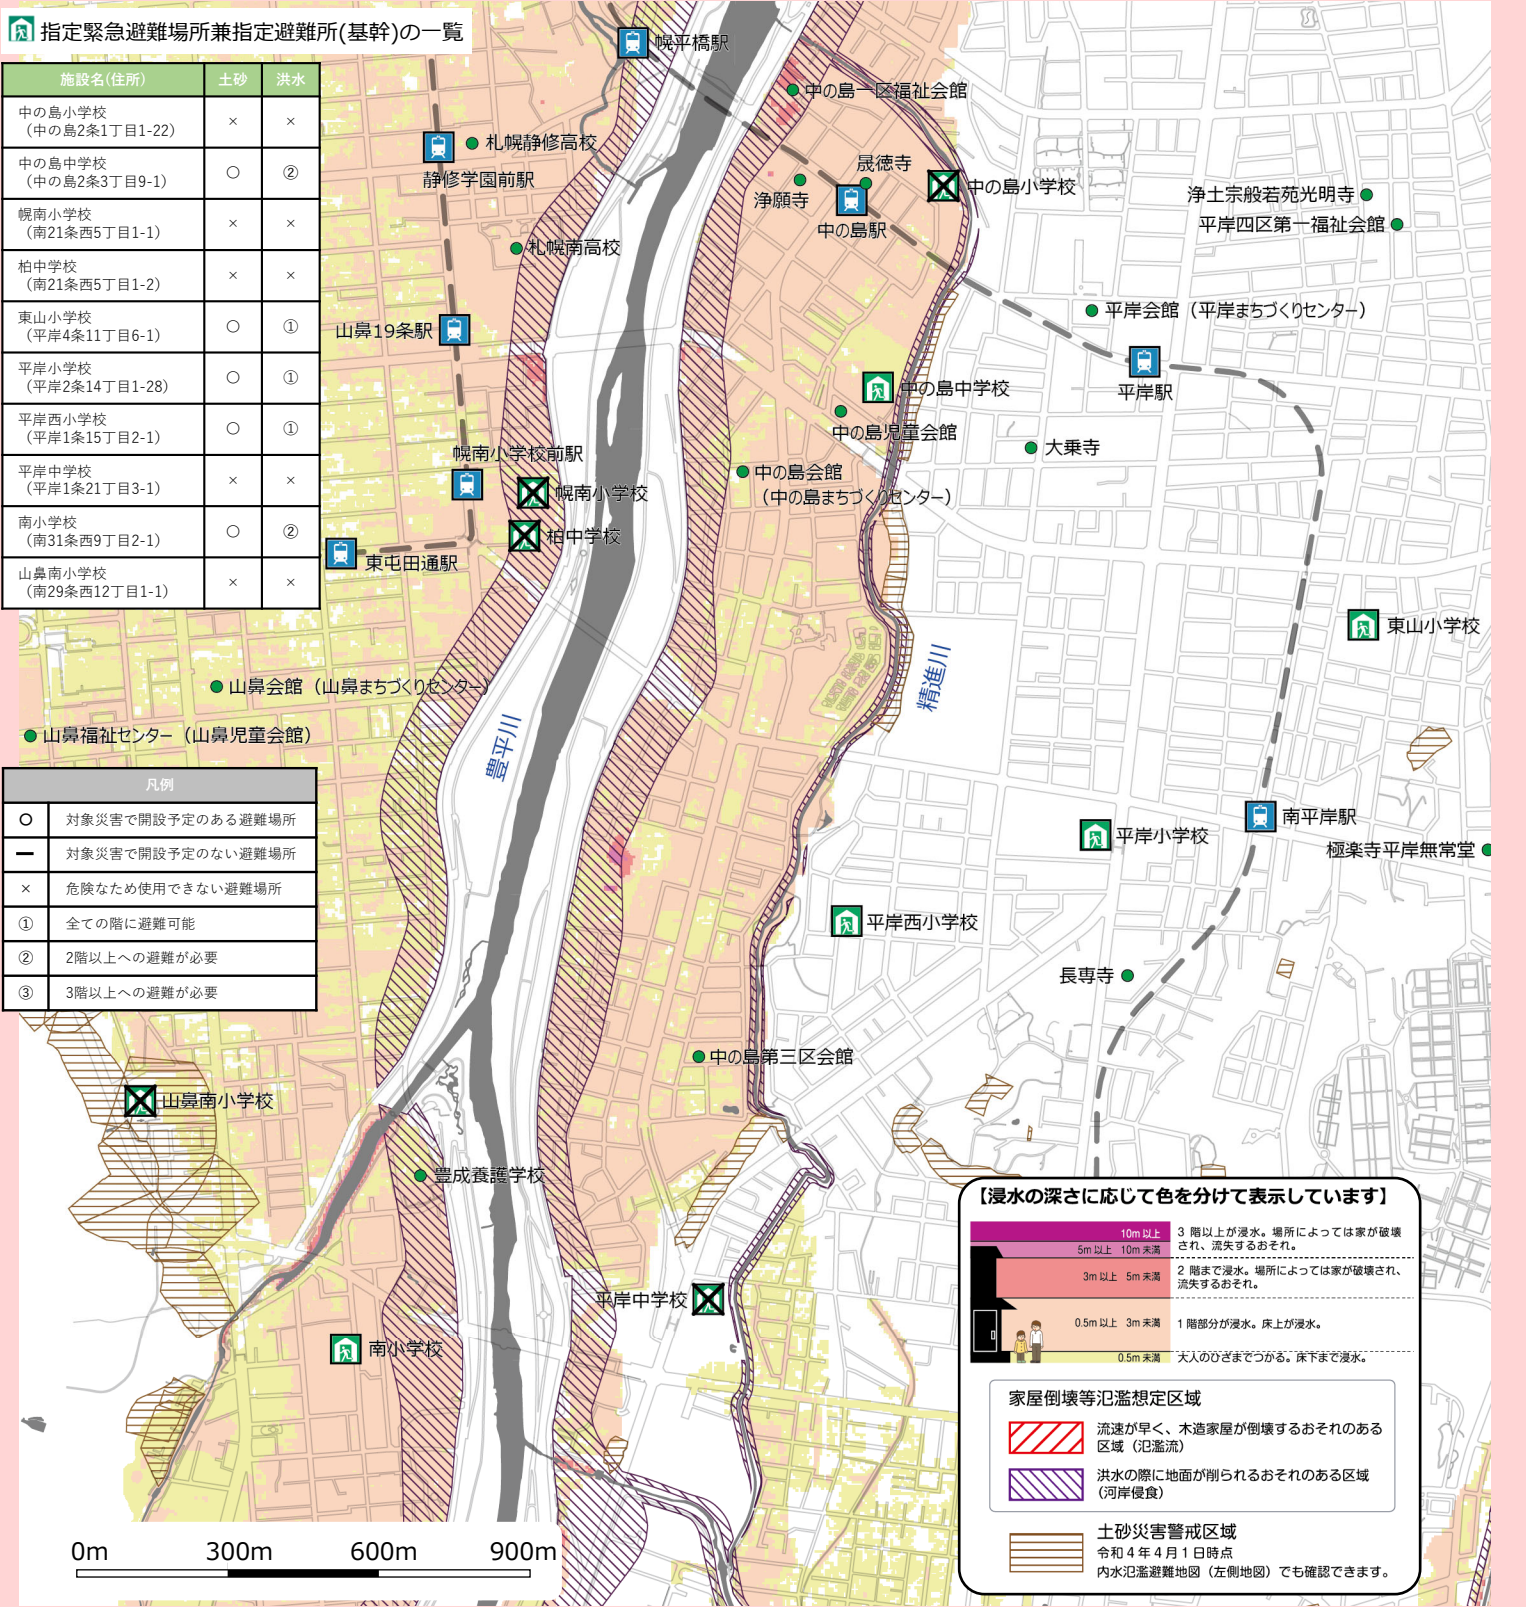 指定緊急避難場所兼指定避難所(基幹)の一覧
施設名(住所) 土砂 洪水
中の島小学校
（中の島2条1丁目1-22） × ×
中の島中学校
（中の島2条3丁目9-1） ○ ②
幌南小学校
（南21条西5丁目1-1） × ×
柏中学校
（南21条西5丁目1-2） × ×
東山小学校
（平岸4条11丁目6-1） ○ ①
平岸小学校
（平岸2条14丁目1-28） ○ ①
平岸西小学校
（平岸1条15丁目2-1） ○ ①
平岸中学校
（平岸1条21丁目3-1） × ×
南小学校
（南31条西9丁目2-1） ○ ②
山鼻南小学校
（南29条西12丁目1-1） × ×
幌平橋駅
中の島一区福祉会館
札幌静修高校
静修学園前駅
晟徳寺
浄願寺
中の島小学校
中の島駅
浄土宗般若苑光明寺
平岸四区第一福祉会館
札幌南高校
平岸会館（平岸まちづくりセンター）
山鼻19条駅
平岸駅
中の島中学校
中の島児童会館
大乗寺
幌南小学校前駅
中の島会館
（中の島まちづくりセンター）
幌南小学校
柏中学校
東屯田通駅
東山小学校
精進川
山鼻会館（山鼻まちづくりセンター）
山鼻福祉センター（山鼻児童会館）
豊平川
南平岸駅
平岸小学校
極楽寺平岸無常堂
平岸西小学校
長専寺
中の島第三区会館
山鼻南小学校
豊成養護学校
平岸中学校
南小学校
凡例
○ 対象災害で開設予定のある避難場所
ー 対象災害で開設予定のない避難場所
× 危険なため使用できない避難場所
① 全ての階に避難可能
② 2階以上への避難が必要
③ 3階以上への避難が必要
【浸水の深さに応じて色を分けて表示しています】
10m 以上 3 階以上が浸水。場所によっては家が破壊
され、流失するおそれ。
5m 以上 10m 未満
3m 以上 5m 未満 2 階まで浸水。場所によっては家が破壊され、
流失するおそれ。
0.5m 以上 3m 未満 1 階部分が浸水。床上が浸水。
0.5m 未満 大人のひざまでつかる。床下まで浸水。
家屋倒壊等氾濫想定区域
流速が早く、木造家屋が倒壊するおそれのある
区域（氾濫流）
洪水の際に地面が削られるおそれのある区域
（河岸侵食）
土砂災害警戒区域
令和４年４月１日時点
内水氾濫避難地図（左側地図）でも確認できます。
0m 300m 600m 900m